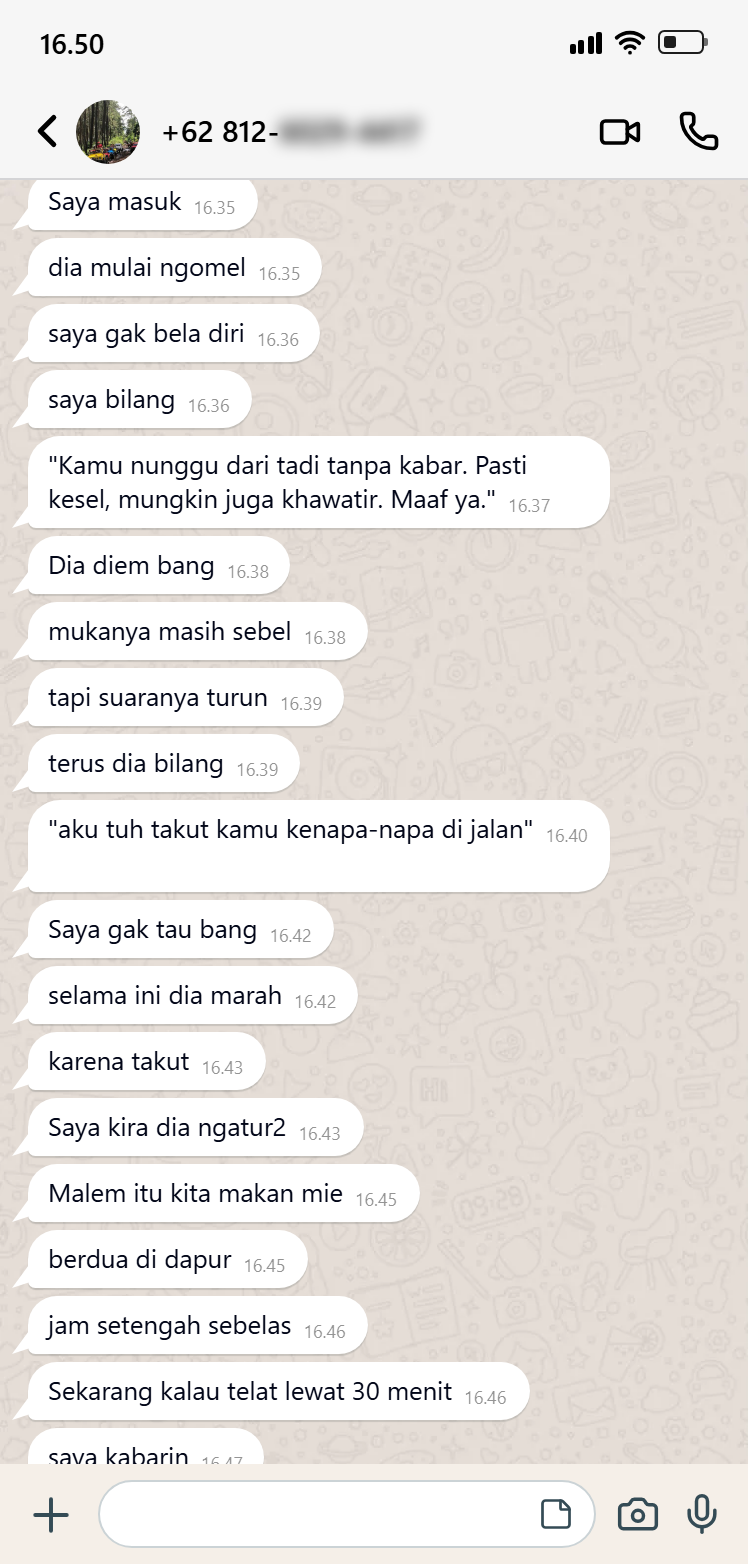 16.50
+62 812-
Saya masuk 16.35
dia mulai ngomel 16.35
saya gak bela diri 16.36
saya bilang 16.36
"Kamu nunggu dari tadi tanpa kabar. Pasti
kesel, mungkin juga khawatir. Maaf ya." 16.37
Dia diem bang 16.38
mukanya masih sebel 16.38
tapi suaranya turun 16.39
terus dia bilang 16.39
"aku tuh takut kamu kenapa-napa di jalan" 16.40
Saya gak tau bang 16.42
selama ini dia marah 16.42
karena takut 16.43
Saya kira dia ngatur2 16.43
Malem itu kita makan mie 16.45
berdua di dapur 16.45
jam setengah sebelas 16.46
Sekarang kalau telat lewat 30 menit 16.46
saya kabarin 16.47